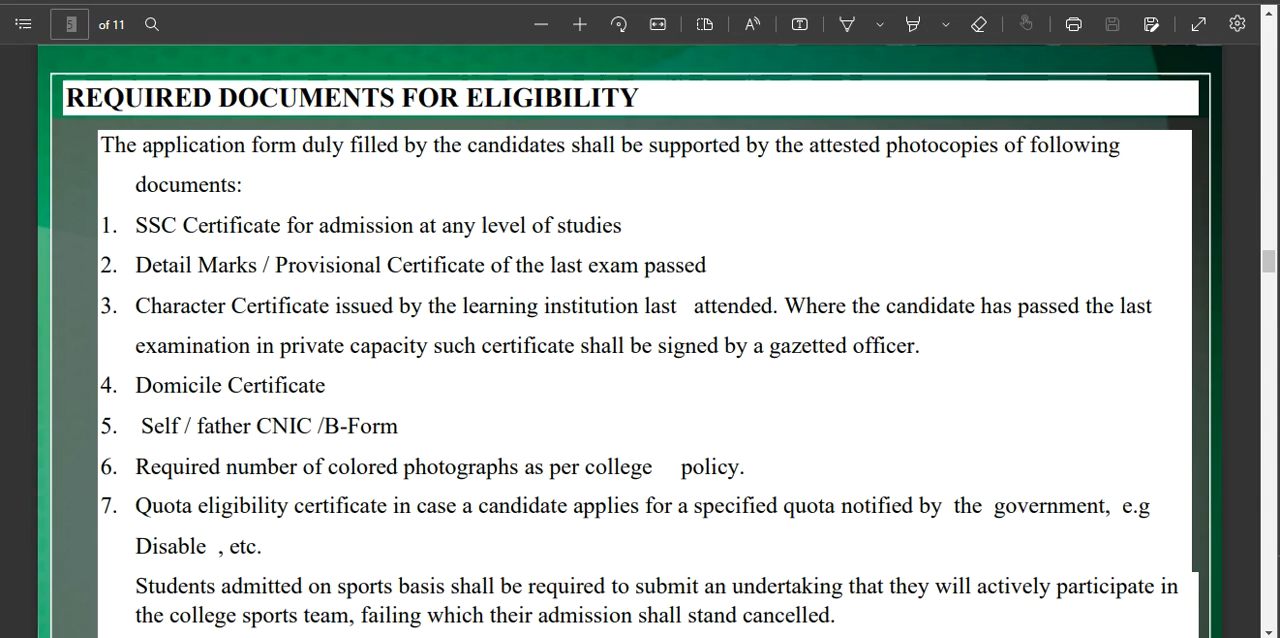 5 of 11
REQUIRED DOCUMENTS FOR ELIGIBILITY
The application form duly filled by the candidates shall be supported by the attested photocopies of following
documents:
1. SSC Certificate for admission at any level of studies
2. Detail Marks / Provisional Certificate of the last exam passed
3. Character Certificate issued by the learning institution last attended. Where the candidate has passed the last
examination in private capacity such certificate shall be signed by a gazetted officer.
4. Domicile Certificate
5. Self / father CNIC /B-Form
6. Required number of colored photographs as per college policy.
7. Quota eligibility certificate in case a candidate applies for a specified quota notified by the government, e.g
Disable , etc.
Students admitted on sports basis shall be required to submit an undertaking that they will actively participate in
the college sports team, failing which their admission shall stand cancelled.